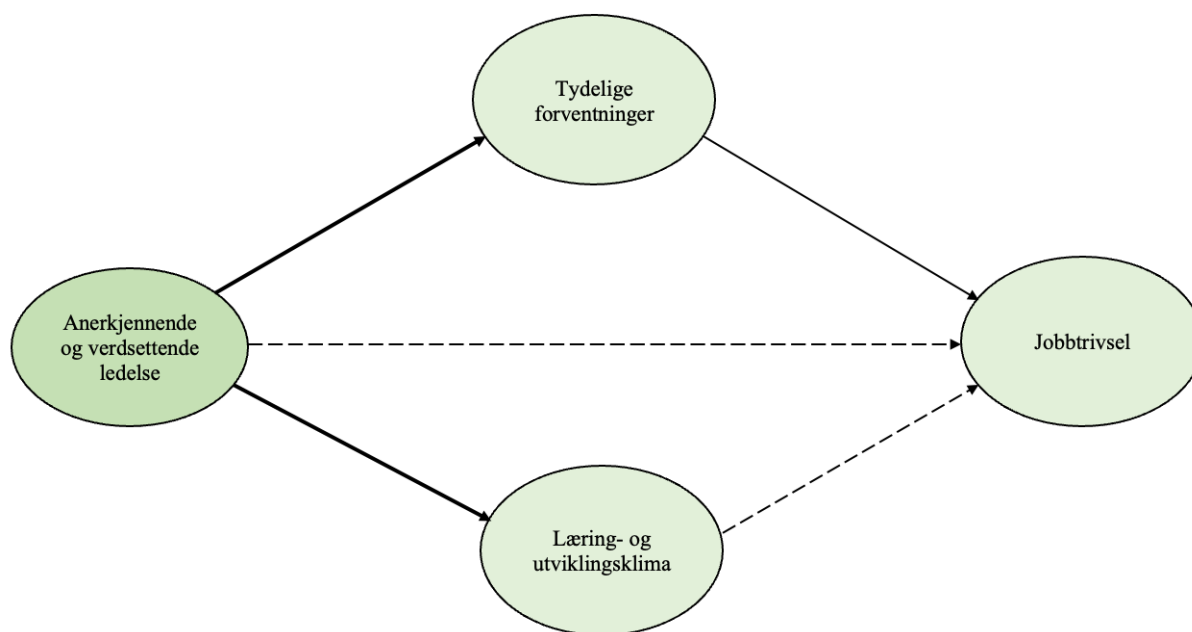 Tydelige
forventninger
Anerkjennende
og verdsettende
ledelse
Jobbtrivsel
Læring- og
utviklingsklima